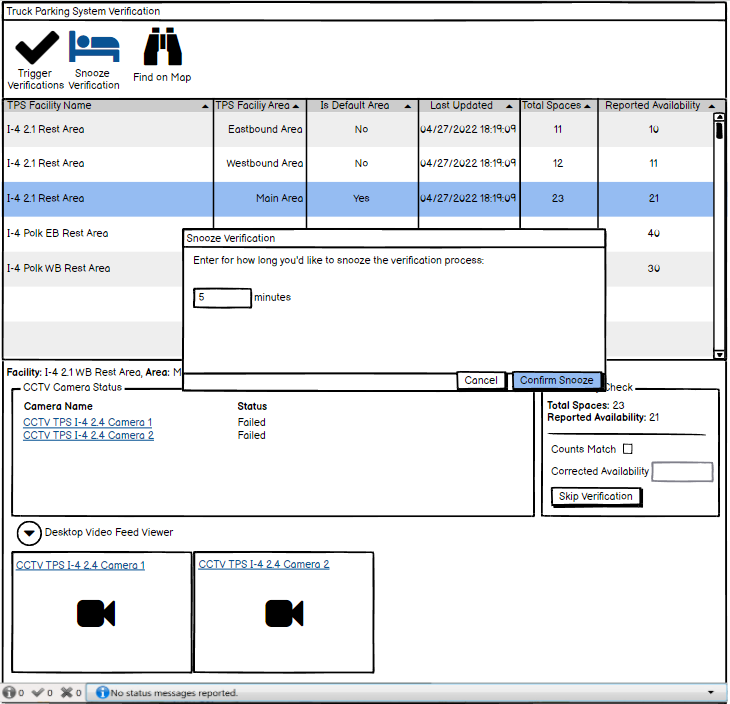 Truck Parking System Verification
Trigger Verifications
Snooze Verification
Find on Map
TPS Facility Name TPS Faciliy Area Is Default Area Last Updated Total Spaces Reported Availability
I-4 2.1 Rest Area Eastbound Area No 04/27/2022 18:19:09 11 10
I-4 2.1 Rest Area Westbound Area No 04/27/2022 18:19:09 12 11
I-4 2.1 Rest Area Main Area Yes 04/27/2022 18:19:09 23 21
I-4 Polk EB Rest Area 40
I-4 Polk WB Rest Area 30
Snooze Verification
Enter for how long you'd like to snooze the verification process:
5 minutes
Cancel Confirm Snooze
Facility: I-4 2.1 WB Rest Area, Area: M
CCTV Camera Status
Camera Name Status
CCTV TPS I-4 2.4 Camera 1 Failed
CCTV TPS I-4 2.4 Camera 2 Failed
Check
Total Spaces: 23
Reported Availability: 21
Counts Match
Corrected Availability
Skip Verification
Desktop Video Feed Viewer
CCTV TPS I-4 2.4 Camera 1
CCTV TPS I-4 2.4 Camera 2
0 0 0 No status messages reported.